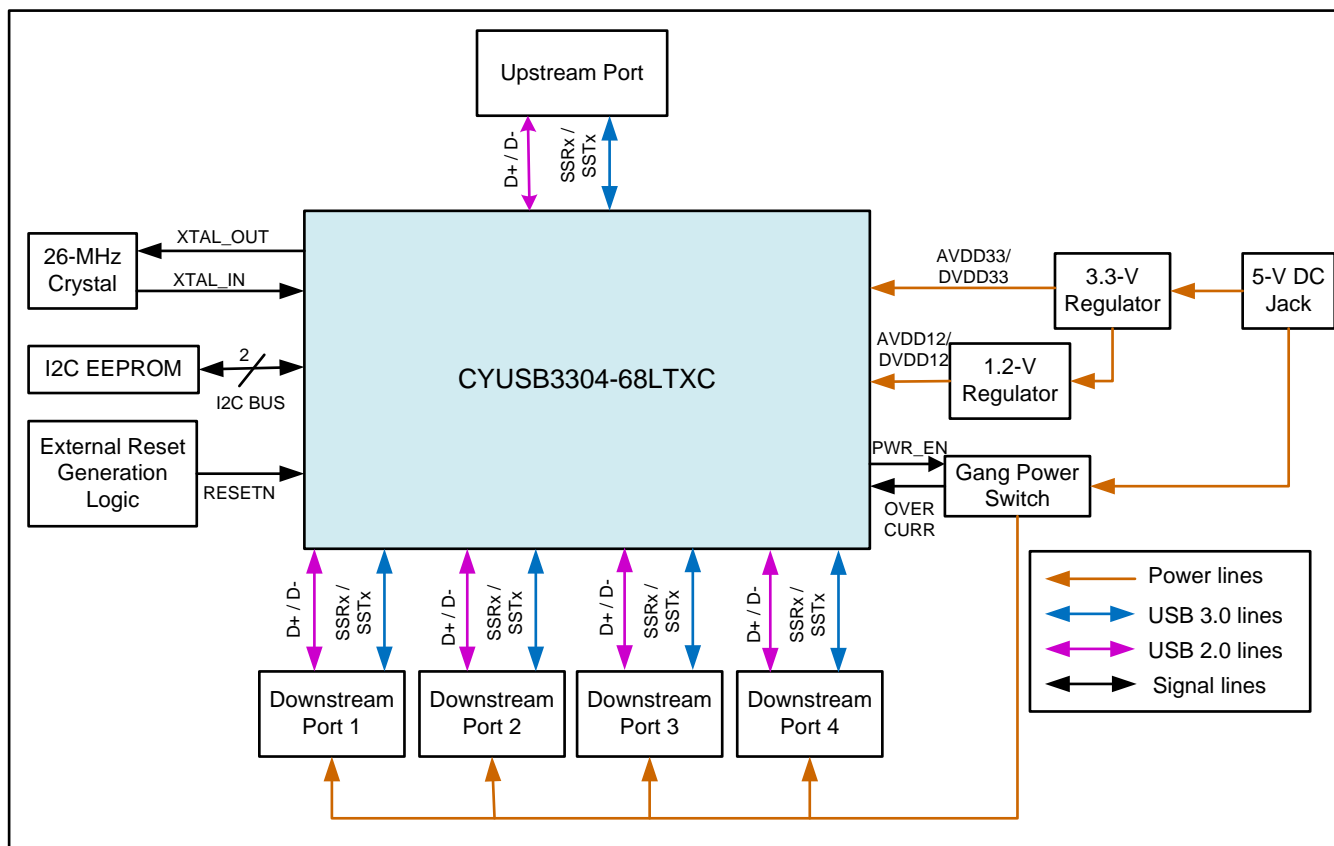 Upstream Port
D+ / D-
SSRx /
SSTx
26-MHz
Crystal
XTAL_OUT
XTAL_IN
I2C EEPROM
2
I2C BUS
External Reset
Generation
Logic
RESETN
CYUSB3304-68LTXC
AVDD33/
DVDD33
3.3-V
Regulator
5-V DC
Jack
AVDD12/
DVDD12
1.2-V
Regulator
PWR_EN
OVER
CURR
Gang Power
Switch
D+ / D-
SSRx /
SSTx
D+ / D-
SSRx /
SSTx
D+ / D-
SSRx /
SSTx
D+ / D-
SSRx /
SSTx
Downstream
Port 1
Downstream
Port 2
Downstream
Port 3
Downstream
Port 4
Power lines
USB 3.0 lines
USB 2.0 lines
Signal lines